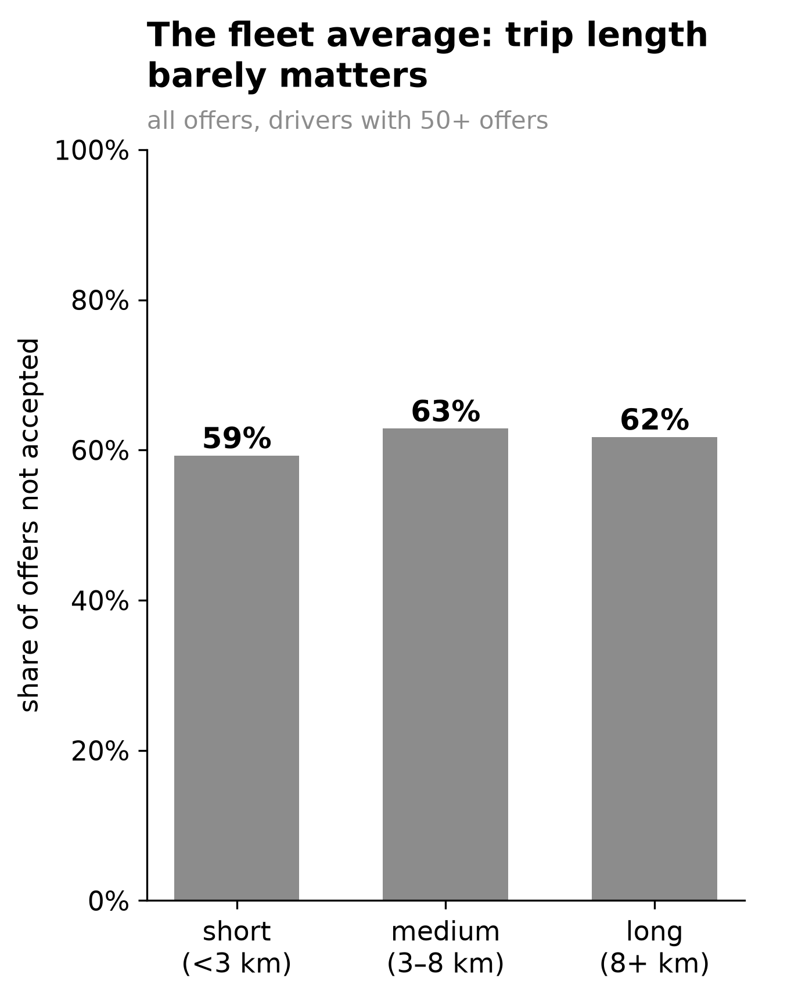 The fleet average: trip length
barely matters
all offers, drivers with 50+ offers
share of offers not accepted
100%
80%
60%
40%
20%
0%
59%
63%
62%
short
(<3 km)
medium
(3–8 km)
long
(8+ km)